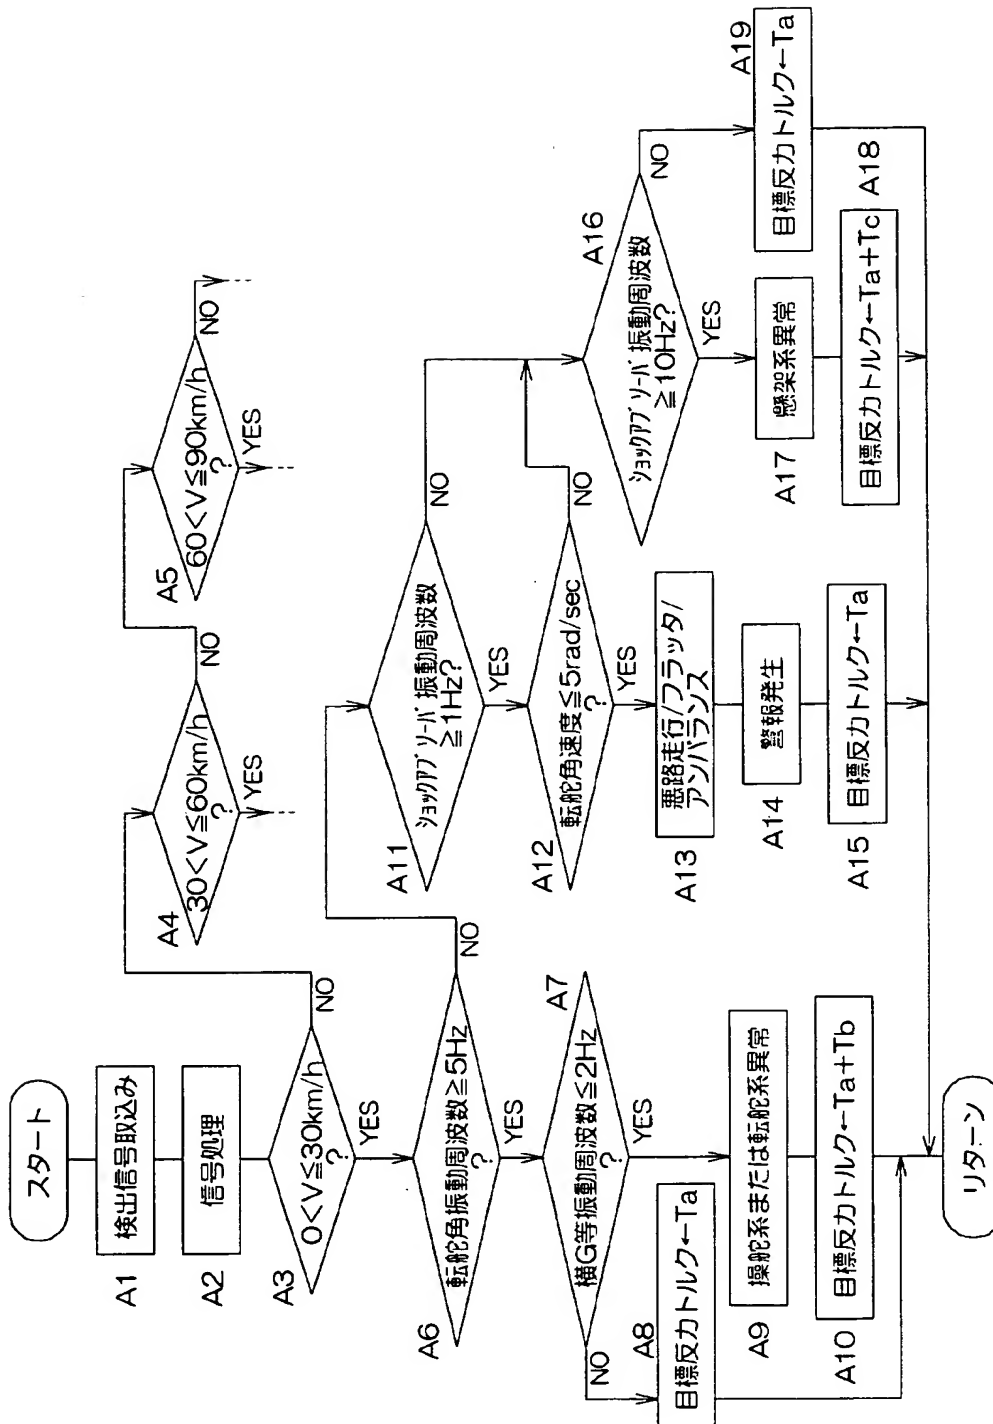 スタート
A1
検出信号取込み
A2
信号処理
A3
0<V≦30km/h
?
NO
YES
A4
30<V≦60km/h
?
NO
YES
A5
60<V≦90km/h
?
NO
YES
A6
転舵角振動周波数≧5Hz
?
NO
YES
A7
横G等振動周波数≦2Hz
?
NO
YES
A8
目標反力トルク←Ta
A9
操舵系または転舵系異常
A10
目標反力トルク←Ta+Tb
A11
ショックアブソーバ振動周波数
≧1Hz?
NO
YES
A12
転舵角速度≦5rad/sec
?
NO
YES
A13
悪路走行/フラッタ/
アンバランス
A14
警報発生
A15
目標反力トルク←Ta
A16
ショックアブソーバ振動周波数
≧10Hz?
NO
YES
A17
懸架系異常
A18
目標反力トルク←Ta+Tc
A19
目標反力トルク←Ta
リターン